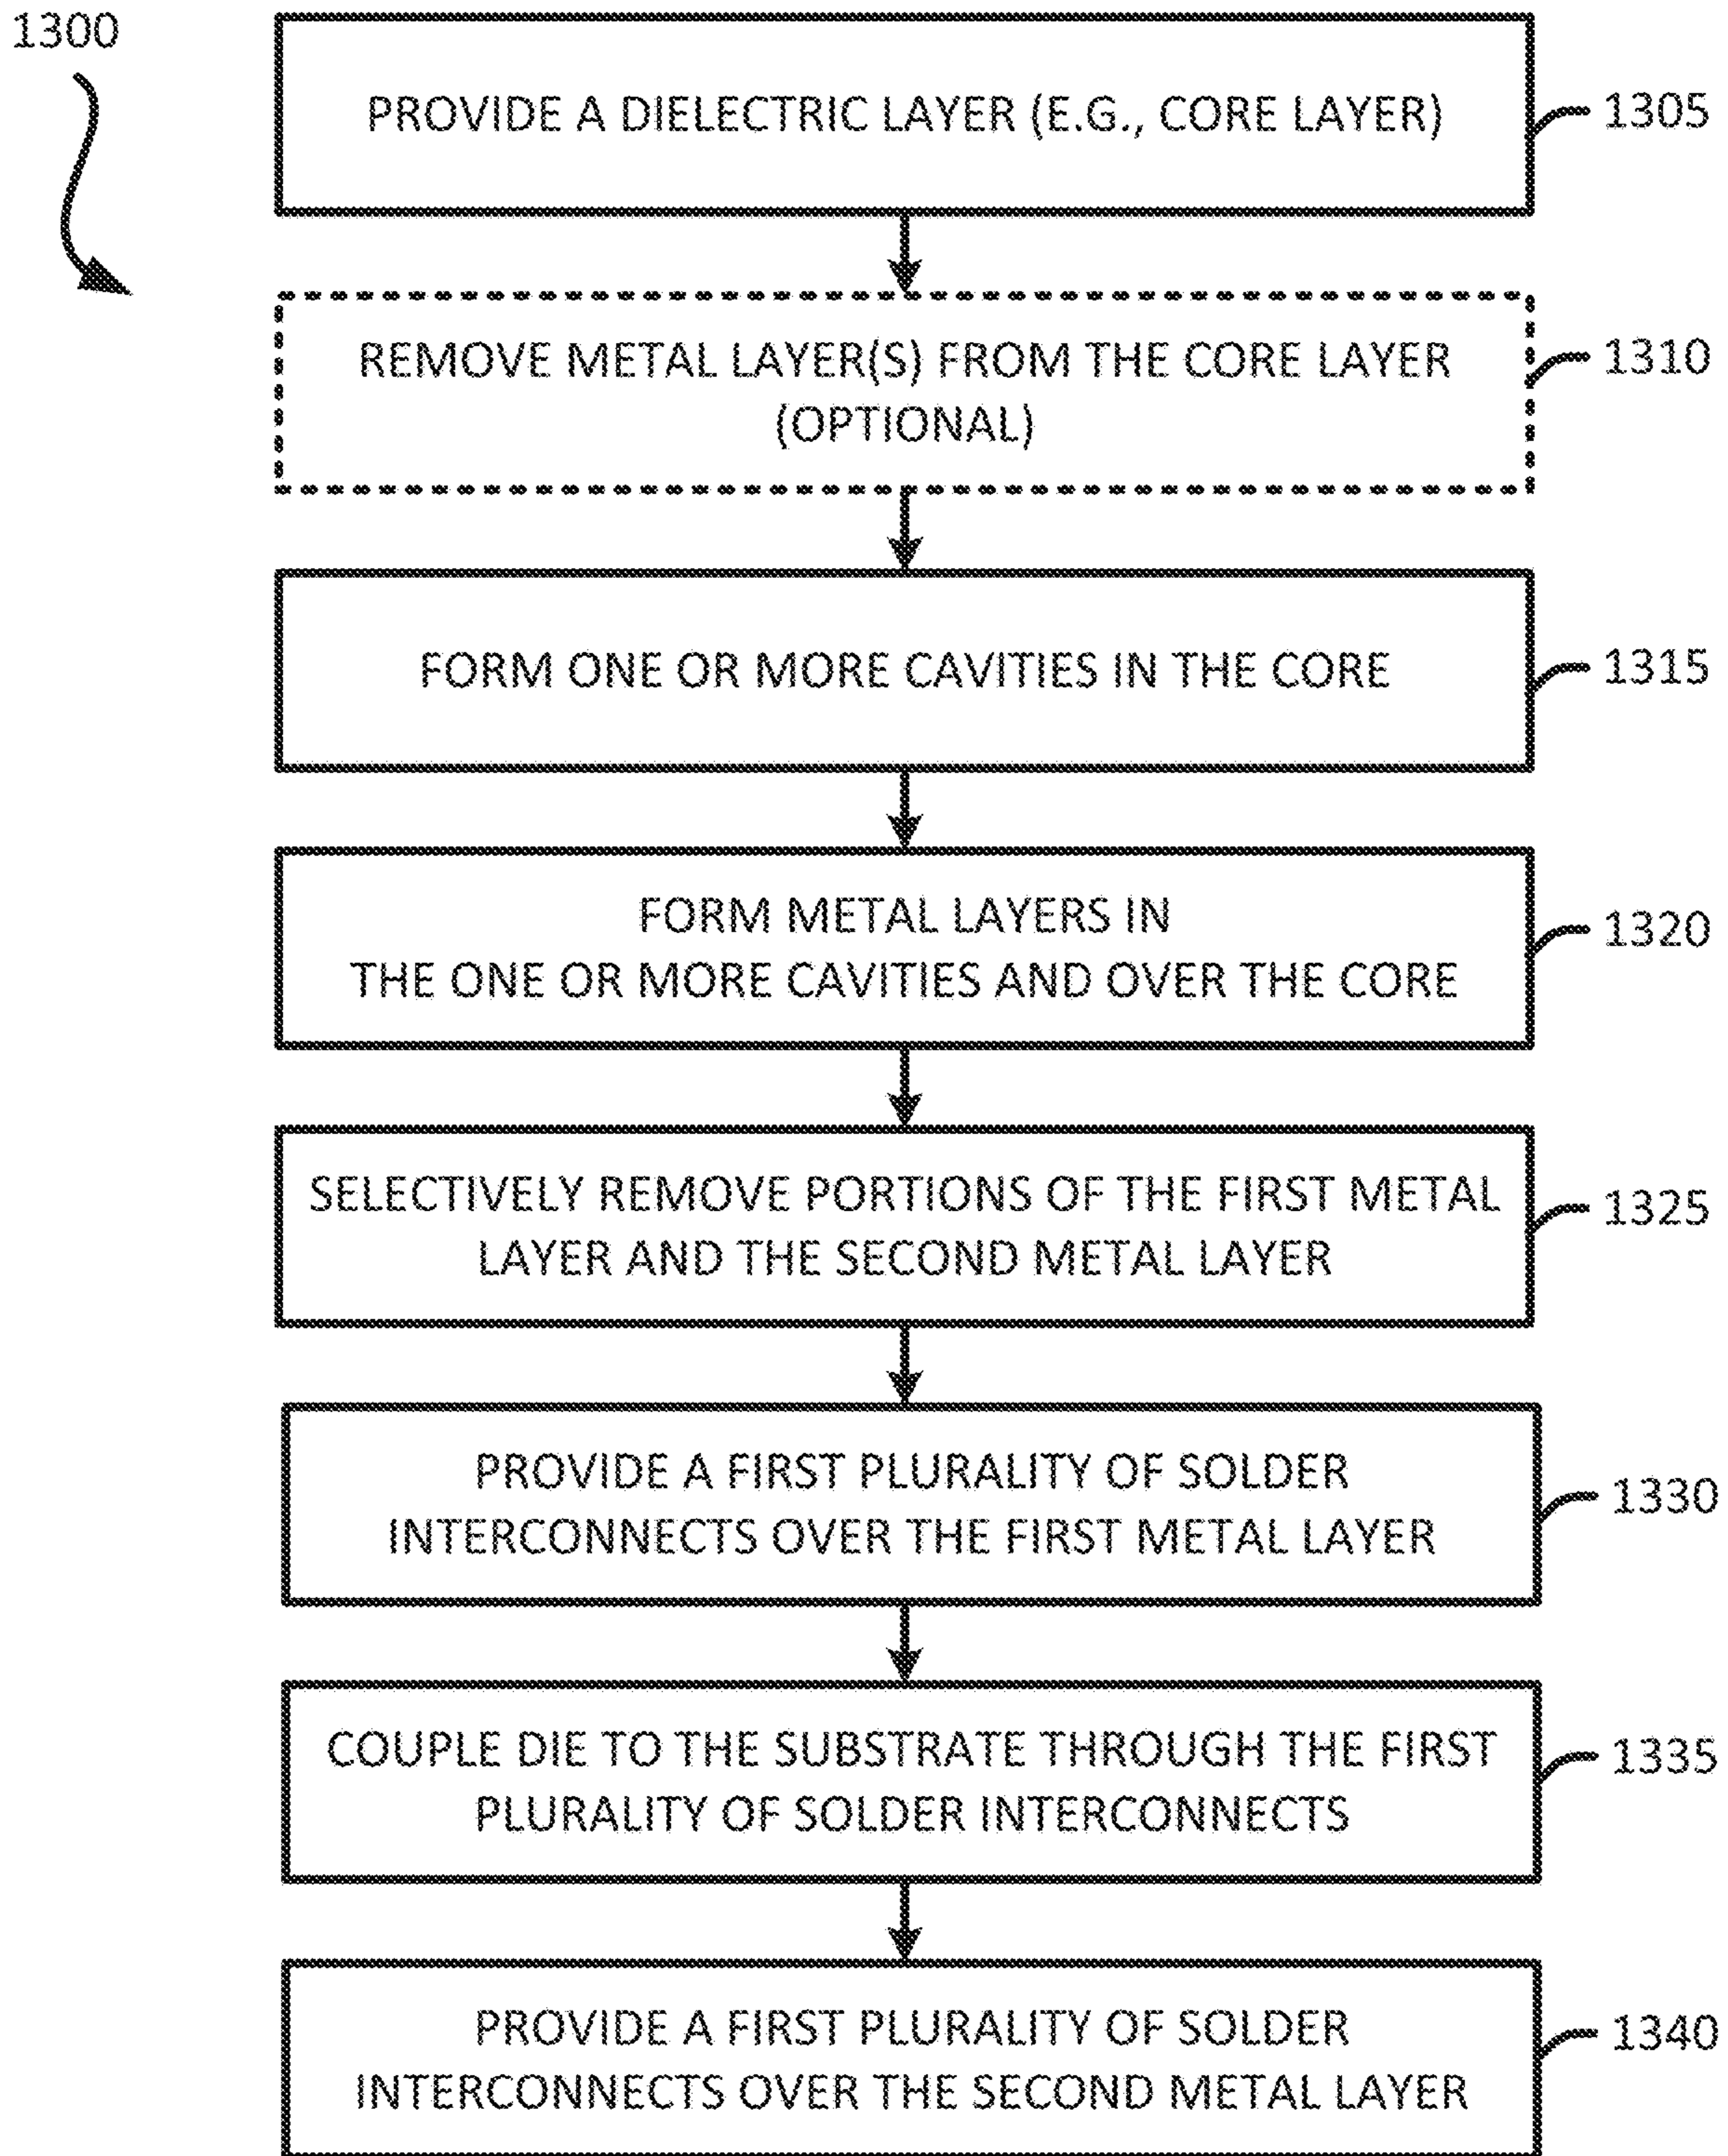 1300
PROVIDE A DIELECTRIC LAYER (E.G., CORE LAYER)
1305
REMOVE METAL LAYER(S) FROM THE CORE LAYER
(OPTIONAL)
1310
FORM ONE OR MORE CAVITIES IN THE CORE
1315
FORM METAL LAYERS IN
THE ONE OR MORE CAVITIES AND OVER THE CORE
1320
SELECTIVELY REMOVE PORTIONS OF THE FIRST METAL
LAYER AND THE SECOND METAL LAYER
1325
PROVIDE A FIRST PLURALITY OF SOLDER
INTERCONNECTS OVER THE FIRST METAL LAYER
1330
COUPLE DIE TO THE SUBSTRATE THROUGH THE FIRST
PLURALITY OF SOLDER INTERCONNECTS
1335
PROVIDE A FIRST PLURALITY OF SOLDER
INTERCONNECTS OVER THE SECOND METAL LAYER
1340